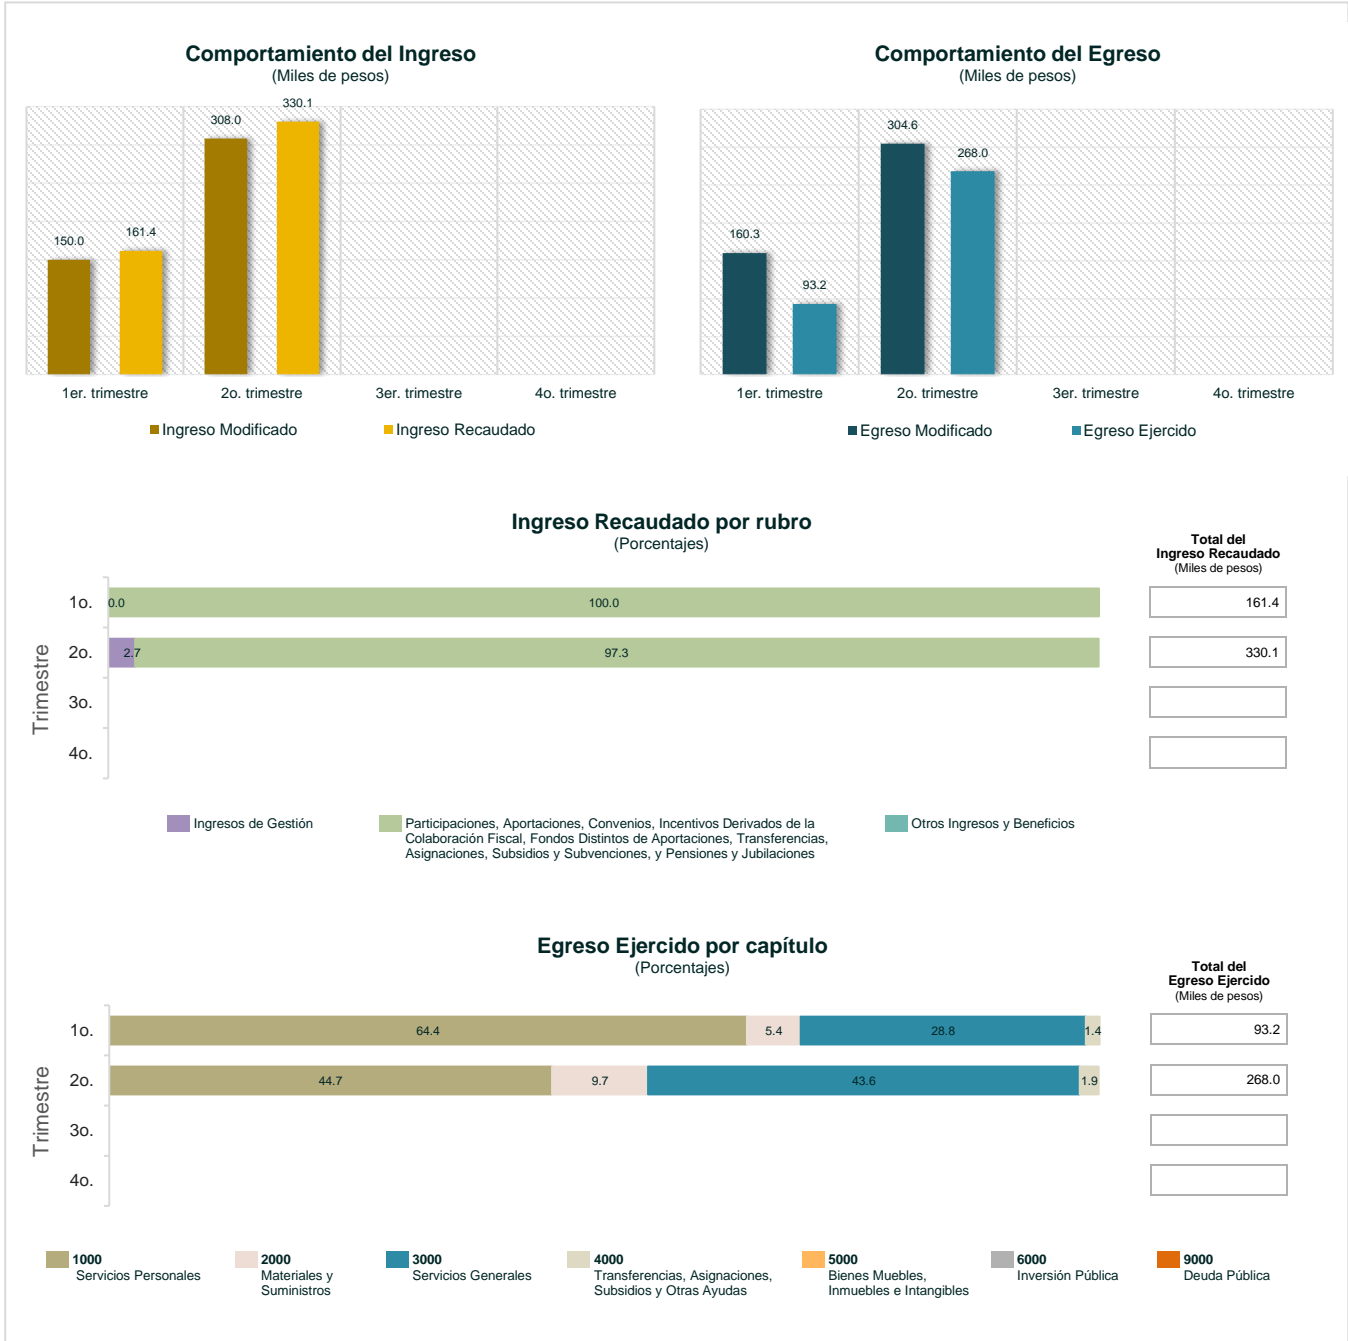 Comportamiento del Ingreso
(Miles de pesos)
330.1
308.0
161.4
150.0
1er. trimestre
2o. trimestre
3er. trimestre
4o. trimestre
Ingreso Modificado
Ingreso Recaudado
Comportamiento del Egreso
(Miles de pesos)
304.6
268.0
160.3
93.2
1er. trimestre
2o. trimestre
3er. trimestre
4o. trimestre
Egreso Modificado
Egreso Ejercido
Ingreso Recaudado por rubro
(Porcentajes)
Total del
Ingreso Recaudado
(Miles de pesos)
Trimestre
1o.
0.0
100.0
161.4
2o.
2.7
97.3
330.1
3o.
4o.
Ingresos de Gestión
Participaciones, Aportaciones, Convenios, Incentivos Derivados de la
Colaboración Fiscal, Fondos Distintos de Aportaciones, Transferencias,
Asignaciones, Subsidios y Subvenciones, y Pensiones y Jubilaciones
Otros Ingresos y Beneficios
Egreso Ejercido por capítulo
(Porcentajes)
Total del
Egreso Ejercido
(Miles de pesos)
Trimestre
1o.
64.4
5.4
28.8
1.4
93.2
2o.
44.7
9.7
43.6
1.9
268.0
3o.
4o.
1000
Servicios Personales
2000
Materiales y
Suministros
3000
Servicios Generales
4000
Transferencias, Asignaciones,
Subsidios y Otras Ayudas
5000
Bienes Muebles,
Inmuebles e Intangibles
6000
Inversión Pública
9000
Deuda Pública